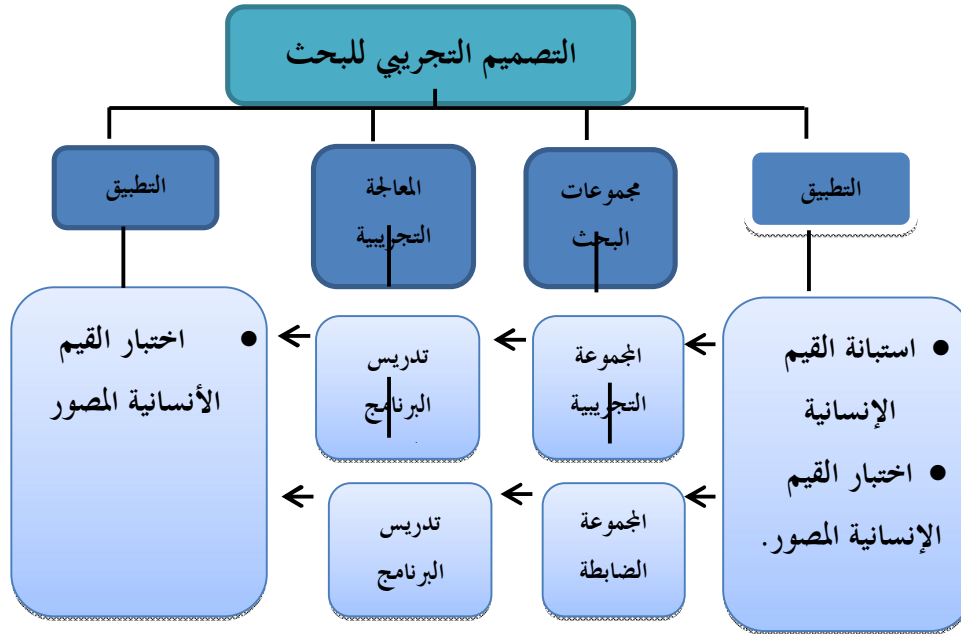 التصميم التجريبي للبحث
التطبيق
مجموعات
البحث
المعالجة
التجريبية
التطبيق
● استبانة القيم
الإنسانية
● اختبار القيم
الإنسانية المصور.
المجموعة
التجريبية
تدريس
البرنامج
● اختبار القيم
الأنسانية المصور
المجموعة
الضابطة
تدريس
البرنامج